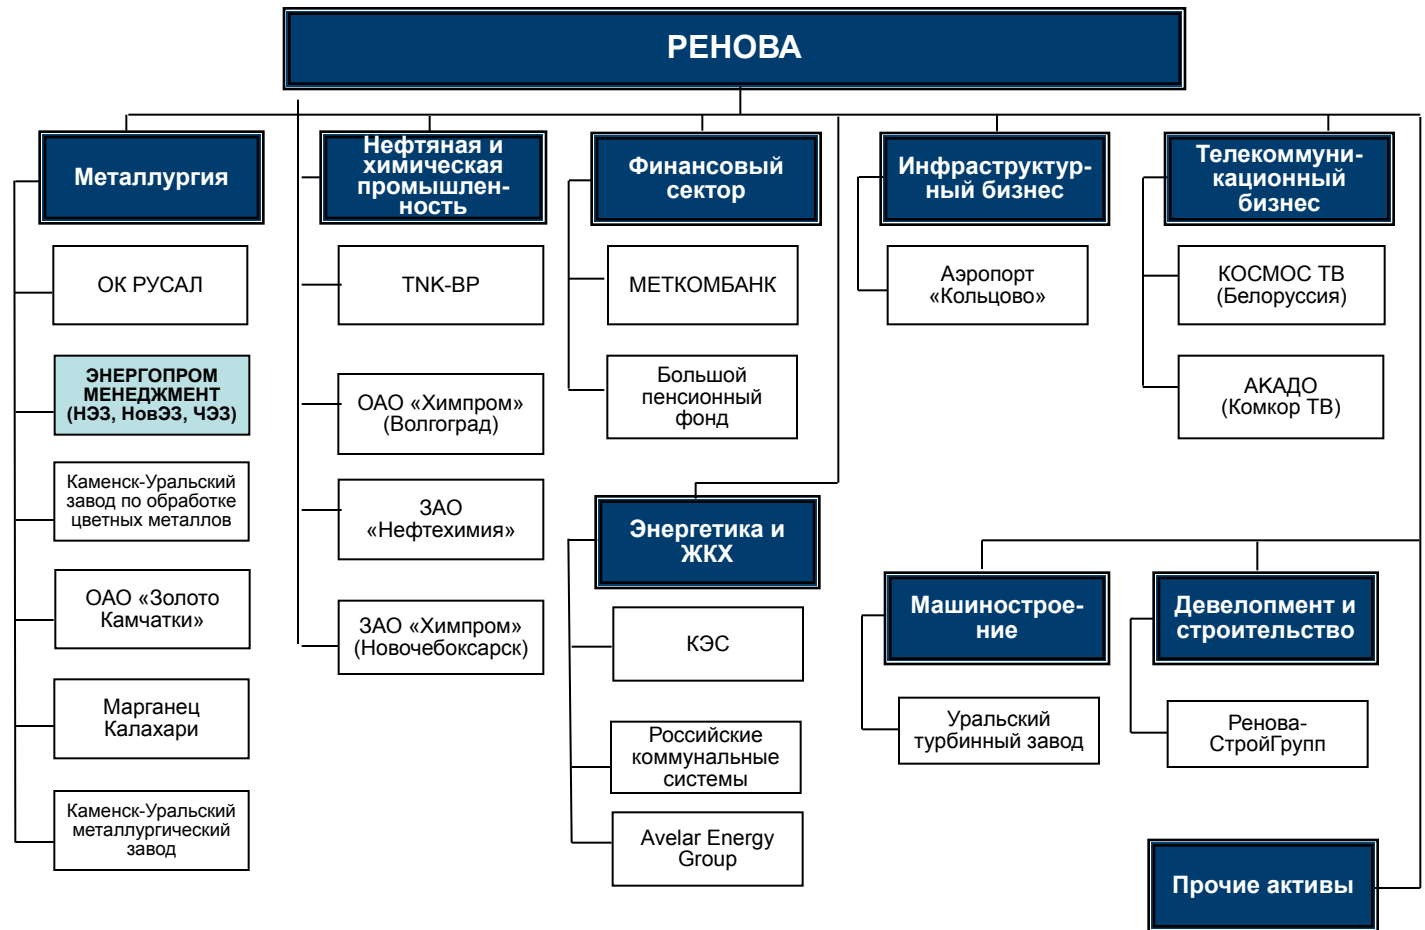 РЕНОВА
Металлургия
ОК РУСАЛ
ЭНЕРГОПРОМ
МЕНЕДЖМЕНТ
(НЭЗ, НовЭЗ, ЧЭЗ)
Каменск-Уральский
завод по обработке
цветных металлов
ОАО «Золото
Камчатки»
Марганец
Калахари
Каменск-Уральский
металлургический
завод
Нефтяная и
химическая
промышлен-
ность
TNK-BP
ОАО «Химпром»
(Волгоград)
ЗАО
«Нефтехимия»
ЗАО «Химпром»
(Новочебоксарск)
Финансовый
сектор
МЕТКОМБАНК
Большой
пенсионный
фонд
Энергетика и
ЖКХ
КЭС
Российские
коммунальные
системы
Avelar Energy
Group
Инфраструктур-
ный бизнес
Аэропорт
«Кольцово»
Телекоммуни-
кационный
бизнес
КОСМОС ТВ
(Белоруссия)
АКАДО
(Комкор ТВ)
Машинострое-
ние
Уральский
турбинный завод
Девелопмент и
строительство
Ренова-
СтройГрупп
Прочие активы